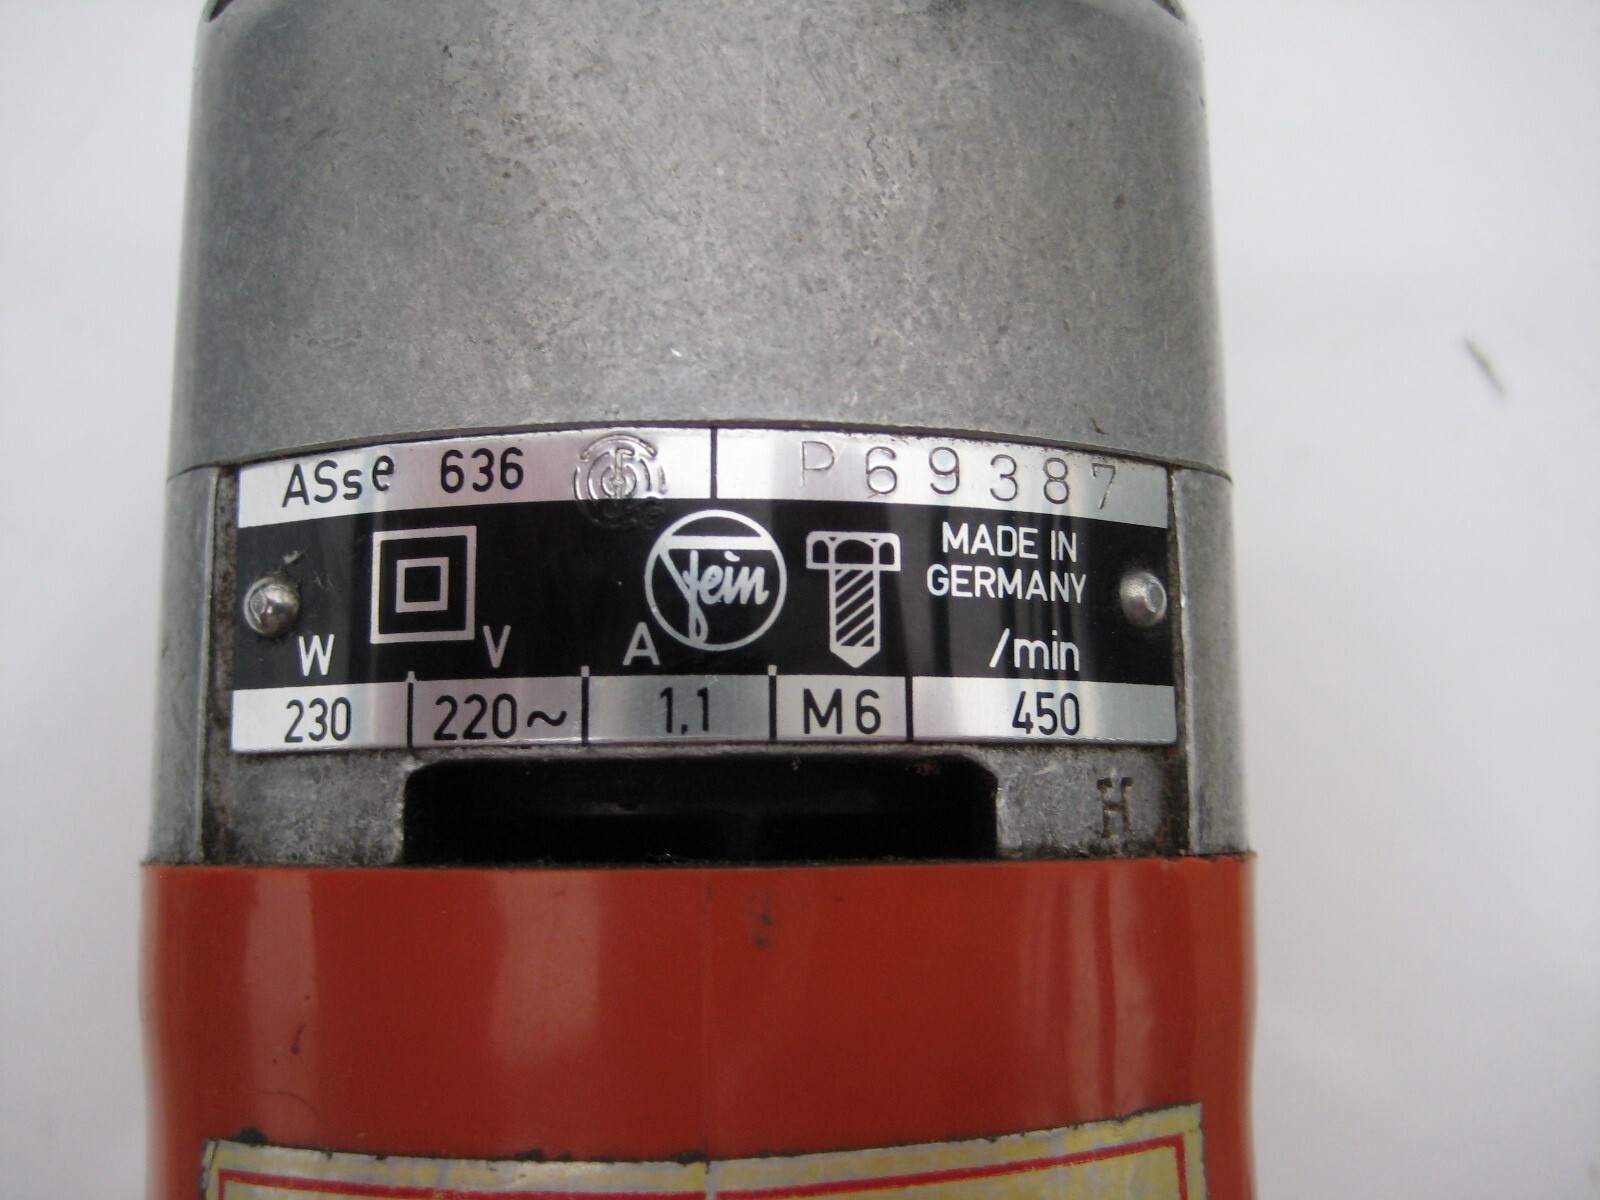 ASse 636
P69387
fein
MADE IN
GERMANY
W V A /min
230 220~ 1,1 M6 450
H